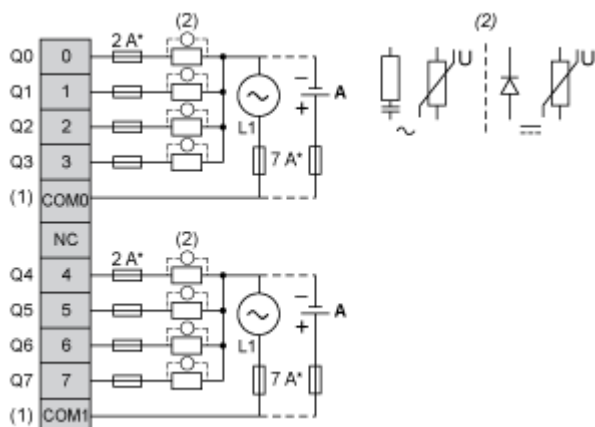 (2) (2)
Q0 0 2 A*
Q1 1
Q2 2
Q3 3
U U
L1 − + A
7 A*
(1) COM0
NC
(2)
Q4 4 2 A*
Q5 5
Q6 6
Q7 7
L1 − + A
7 A*
(1) COM1